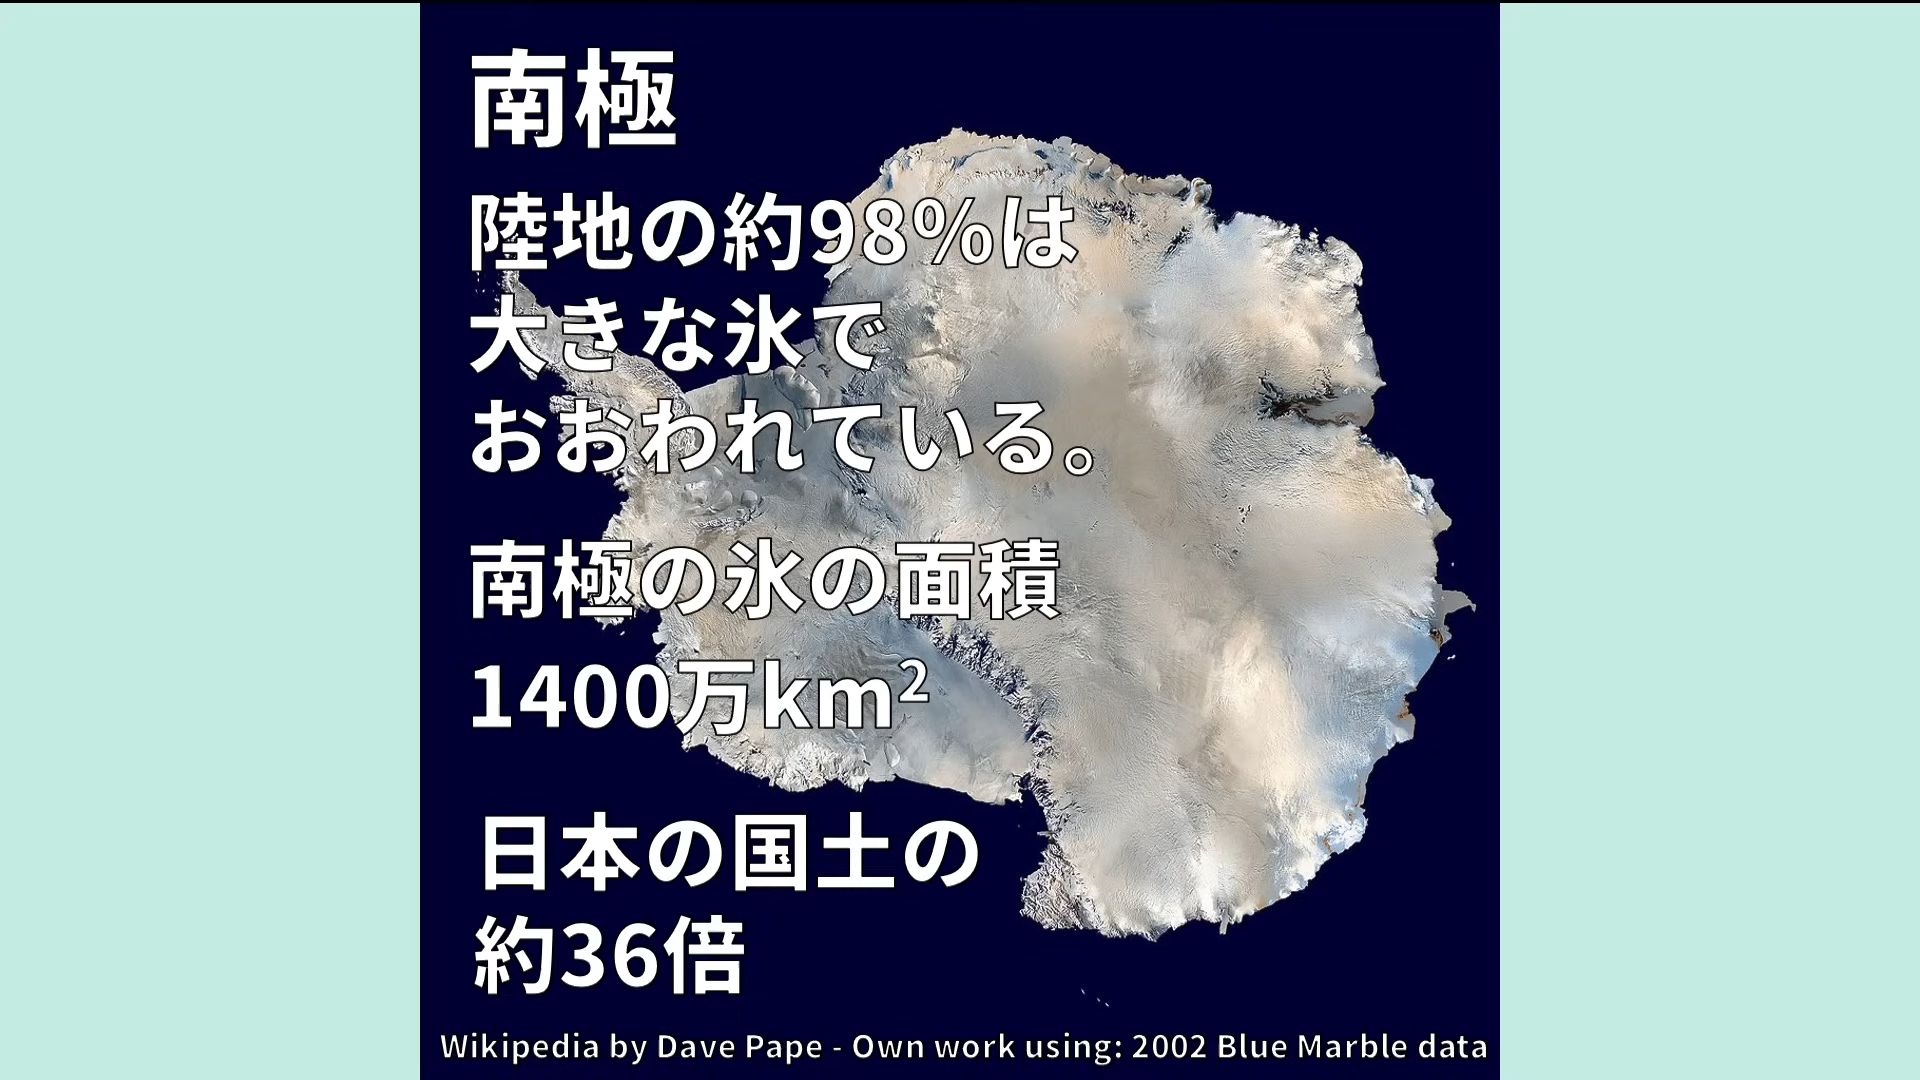 南極
陸地の約98%は
大きな氷で
おおわれている。
南極の氷の面積
1400万km²
日本の国土の
約36倍
Wikipedia by Dave Pape - Own work using: 2002 Blue Marble data